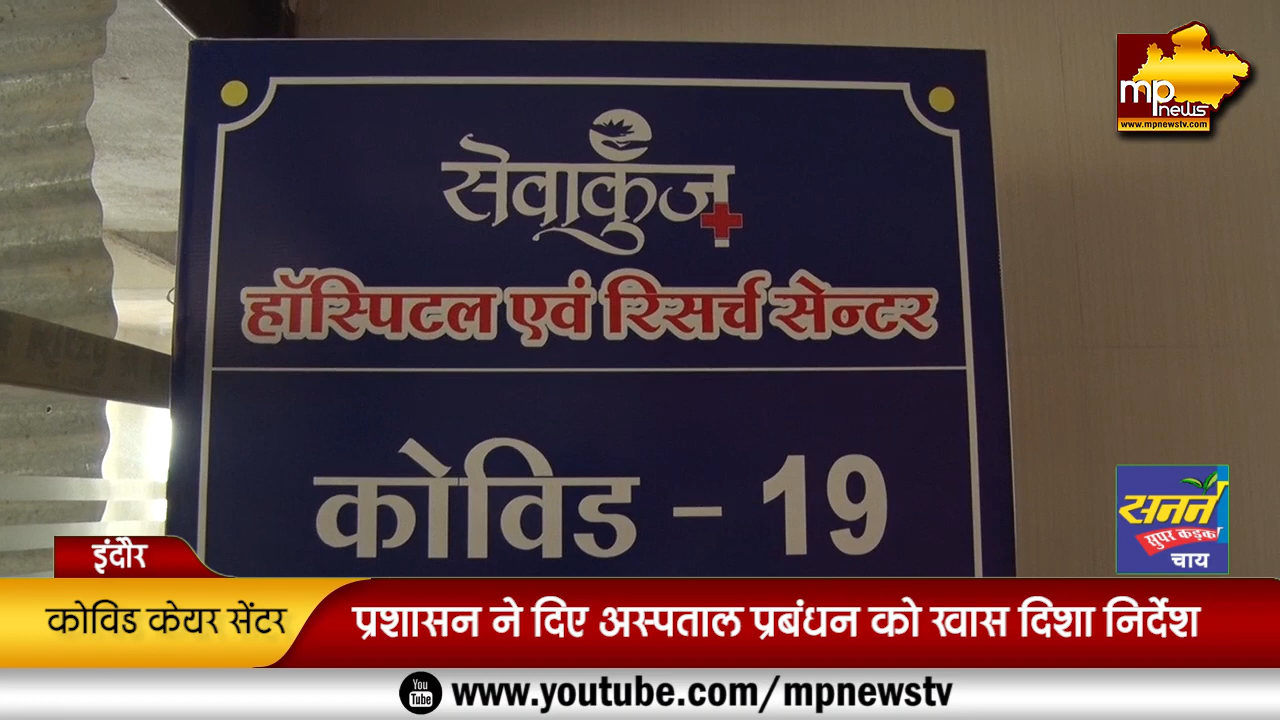 mp
news
www.mpnewstv.com
सेवाकुंज
हॉस्पिटल एवं रिसर्च सेन्टर
कोविड - 19
सनन
सुपर कड़क
चाय
इंदौर
कोविड केयर सेंटर
प्रशासन ने दिए अस्पताल प्रबंधन को खास दिशा निर्देश
You
Tube
www.youtube.com/mpnewstv